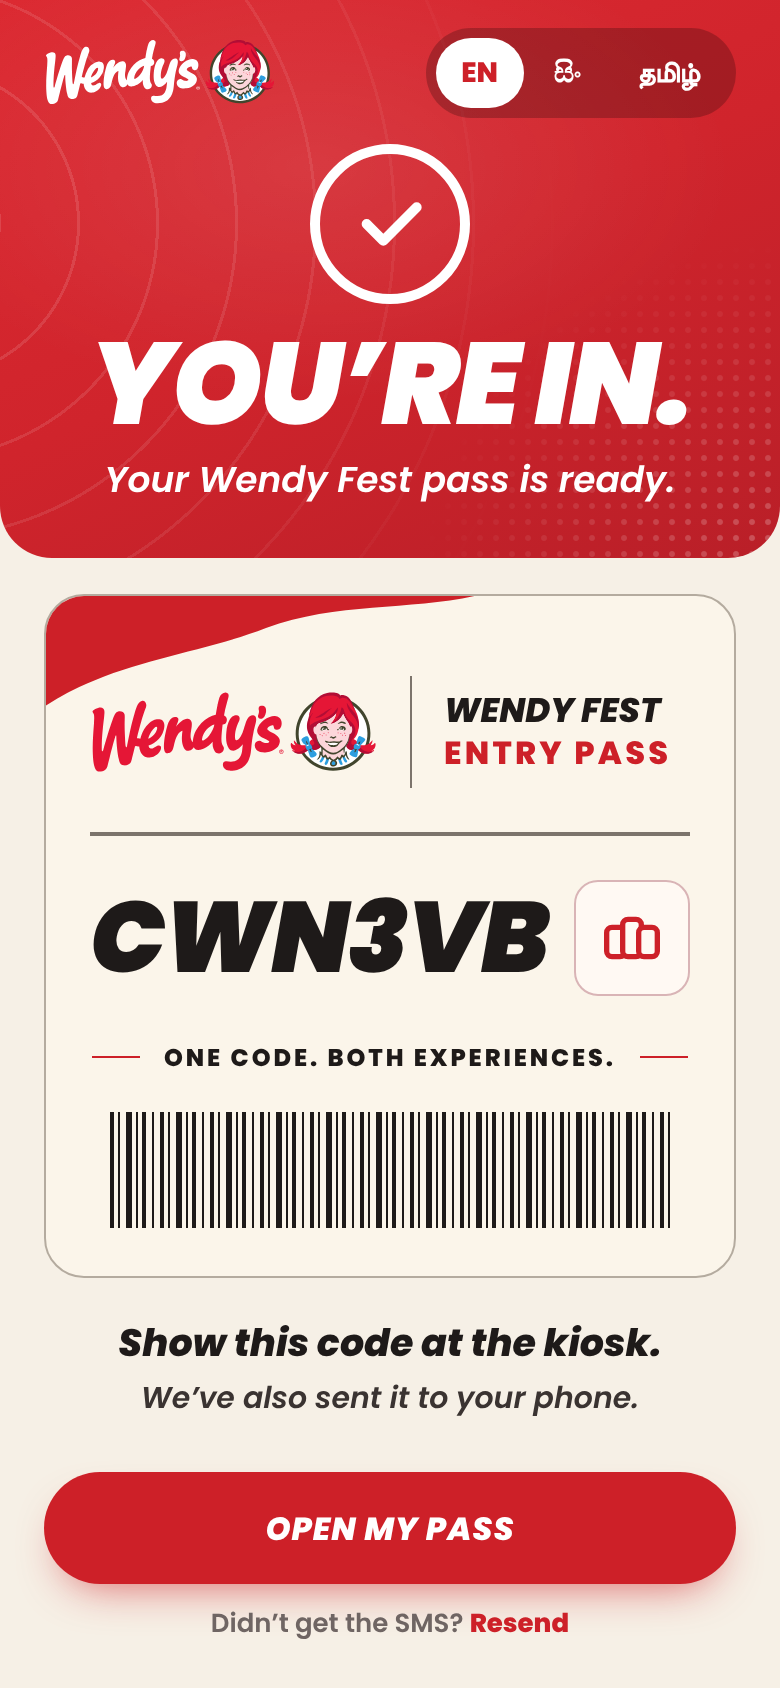 Wendy's
EN
සිං
தமிழ்
YOU'RE IN.
Your Wendy Fest pass is ready.
Wendy's
WENDY FEST
ENTRY PASS
CWN3VB
ONE CODE. BOTH EXPERIENCES.
Show this code at the kiosk.
We've also sent it to your phone.
OPEN MY PASS
Didn't get the SMS? Resend